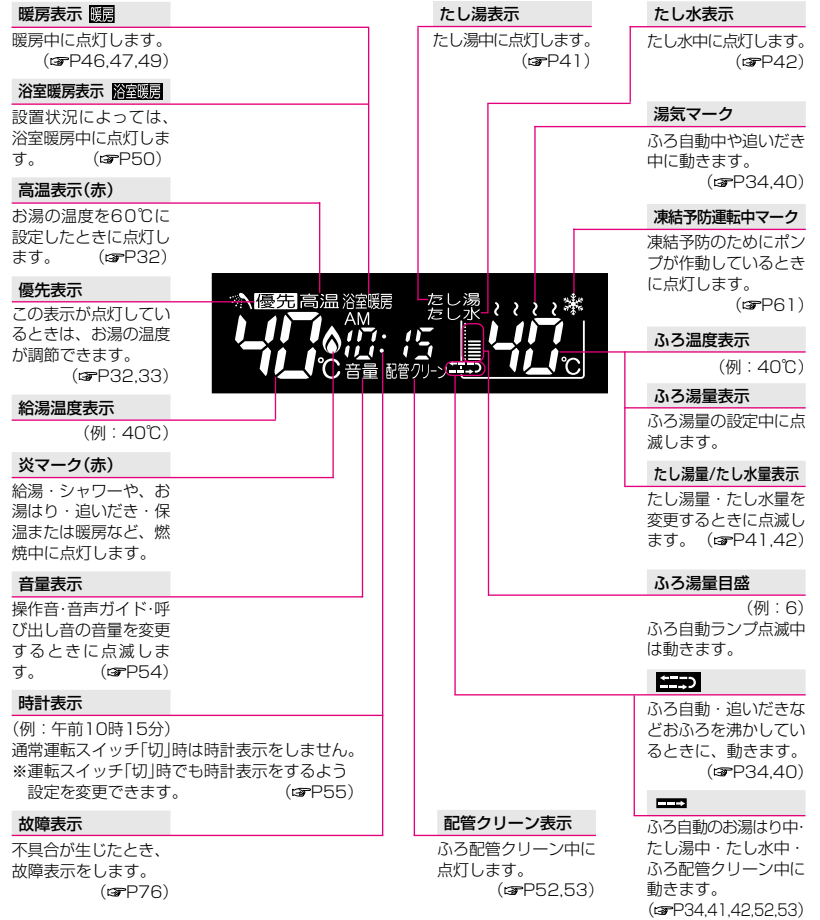 暖房表示 暖房
暖房中に点灯します。
(☞P46,47,49)
浴室暖房表示 浴室暖房
設置状況によっては、
浴室暖房中に点灯しま
す。 (☞P50)
高温表示(赤)
お湯の温度を60℃に
設定したときに点灯し
ます。 (☞P32)
優先表示
この表示が点灯してい
るときは、お湯の温度
が調節できます。
(☞P32,33)
給湯温度表示
(例:40℃)
炎マーク(赤)
給湯・シャワーや、お
湯はり・追いだき・保
温または暖房など、燃
焼中に点灯します。
音量表示
操作音・音声ガイド・呼
び出し音の音量を変更
するときに点滅しま
す。 (☞P54)
時計表示
(例:午前10時15分)
通常運転スイッチ「切」時は時計表示をしません。
※運転スイッチ「切」時でも時計表示をするよう
設定を変更できます。 (☞P55)
故障表示
不具合が生じたとき、
故障表示をします。
(☞P76)
たし湯表示
たし湯中に点灯します。
(☞P41)
優先 高温 浴室暖房 たし湯
AM たし水
40℃ 10:15 40℃
音量 配管クリーン
配管クリーン表示
ふろ配管クリーン中に
点灯します。
(☞P52,53)
たし水表示
たし水中に点灯します。
(☞P42)
湯気マーク
ふろ自動中や追いだき
中に動きます。
(☞P34,40)
凍結予防運転中マーク
凍結予防のためにポン
プが作動しているとき
に点灯します。
(☞P61)
ふろ温度表示
(例:40℃)
ふろ湯量表示
ふろ湯量の設定中に点
滅します。
たし湯量/たし水量表示
たし湯量・たし水量を
変更するときに点滅し
ます。 (☞P41,42)
ふろ湯量目盛
(例:6)
ふろ自動ランプ点滅中
は動きます。
ふろ自動・追いだきな
どおふろを沸かしてい
るときに、動きます。
(☞P34,40)
ふろ自動のお湯はり中・
たし湯中・たし水中・
ふろ配管クリーン中に
動きます。
(☞P34,41,42,52,53)